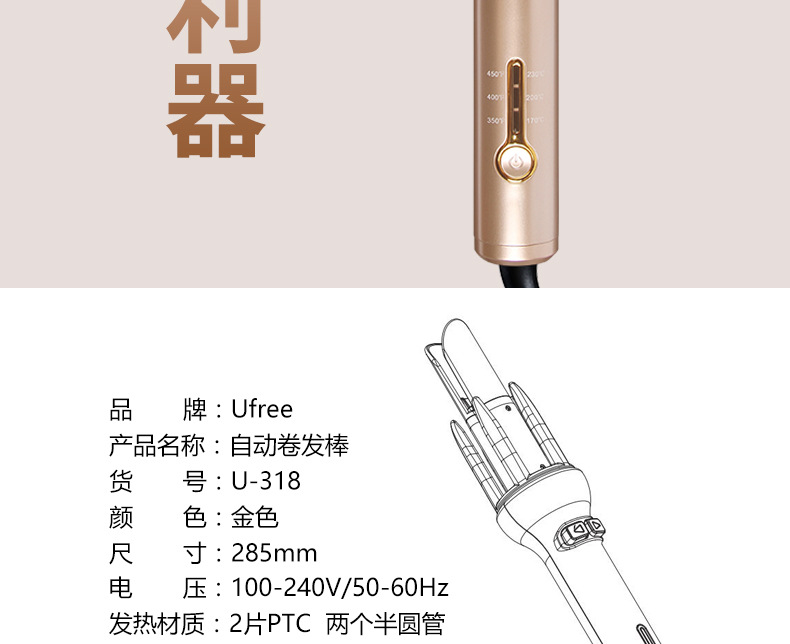 利
器
450°F 230℃
400°F 200℃
350°F 170℃
品 牌：Ufree
产品名称：自动卷发棒
货 号：U-318
颜 色：金色
尺 寸：285mm
电 压：100-240V/50-60Hz
发热材质：2片PTC 两个半圆管